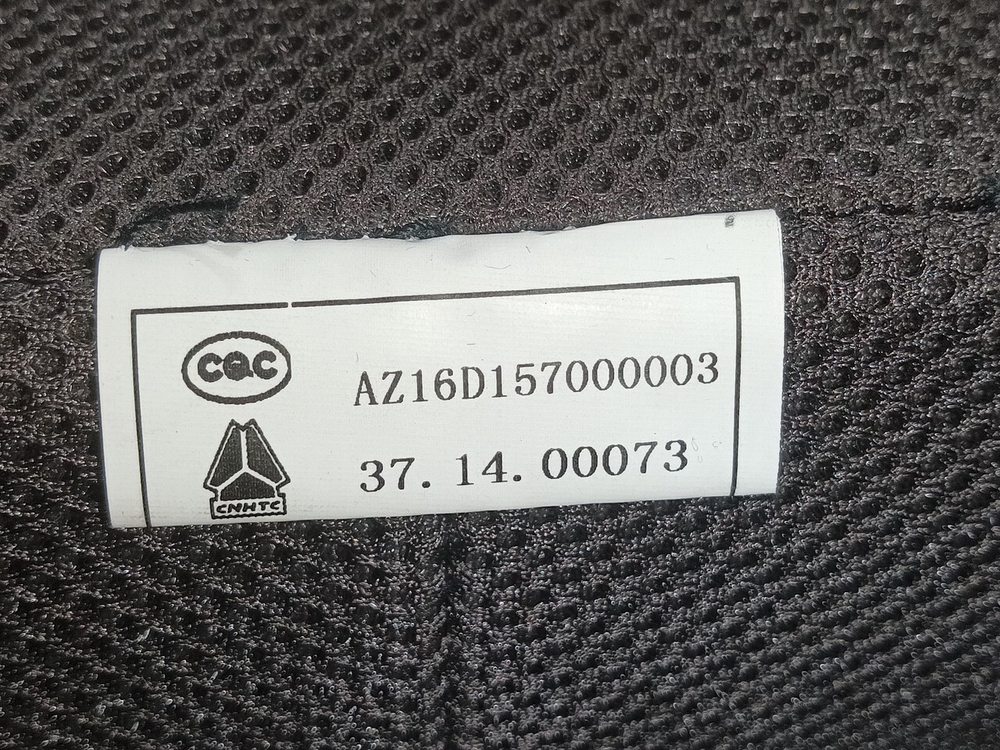 CQC
AZ16D157000003
CNHTC
37. 14. 00073